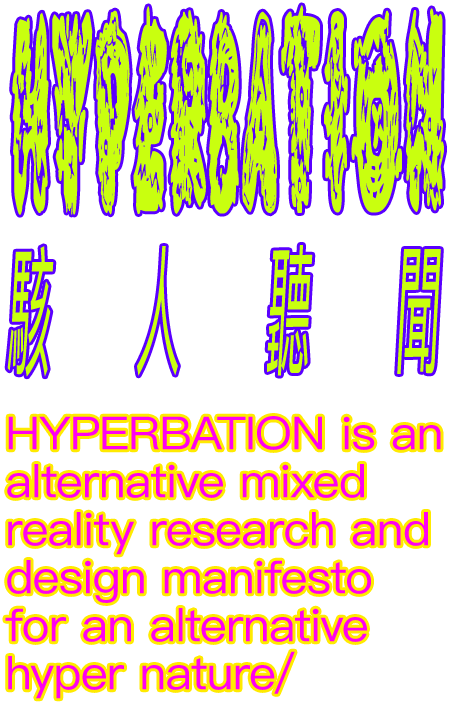 HYPERBATION
駭人聽聞
HYPERBATION is an
alternative mixed
reality research and
design manifesto
for an alternative
hyper nature/